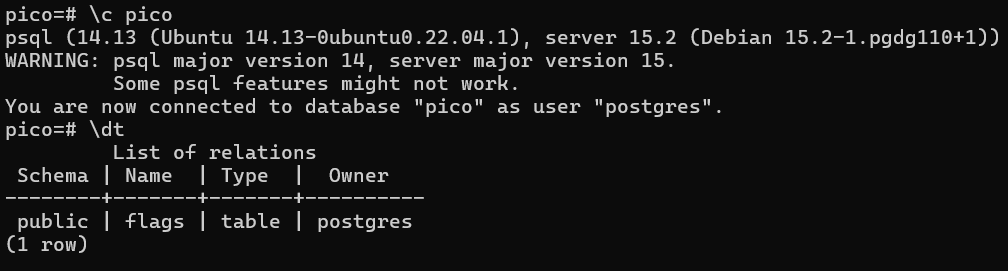 pico=# \c pico
psql (14.13 (Ubuntu 14.13-0ubuntu0.22.04.1), server 15.2 (Debian 15.2-1.pgdg110+1))
WARNING: psql major version 14, server major version 15.
         Some psql features might not work.
You are now connected to database "pico" as user "postgres".
pico=# \dt
         List of relations
 Schema | Name  | Type  |  Owner
--------+-------+-------+----------
 public | flags | table | postgres
(1 row)